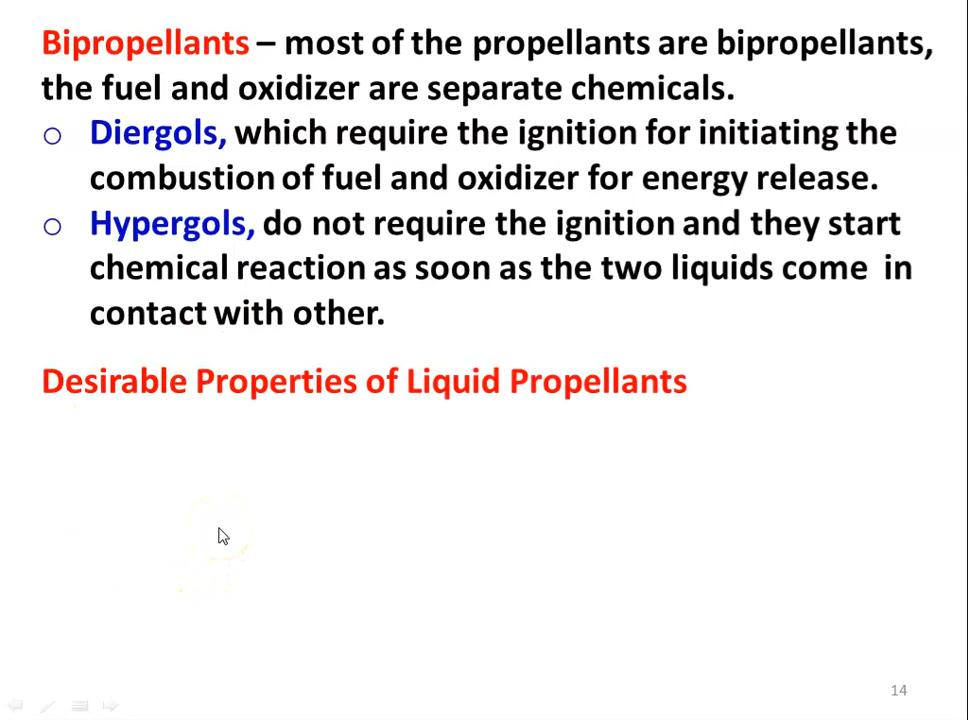 Bipropellants – most of the propellants are bipropellants,
the fuel and oxidizer are separate chemicals.
o Diergols, which require the ignition for initiating the
combustion of fuel and oxidizer for energy release.
o Hypergols, do not require the ignition and they start
chemical reaction as soon as the two liquids come in
contact with other.
Desirable Properties of Liquid Propellants
14